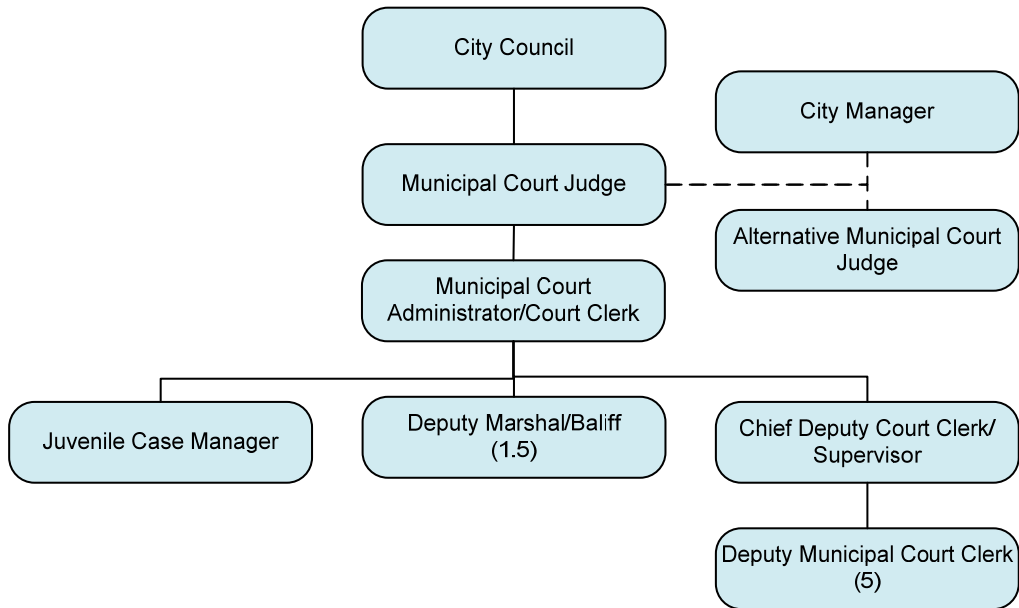 City Council
City Manager
Municipal Court Judge
Alternative Municipal Court
Judge
Municipal Court
Administrator/Court Clerk
Juvenile Case Manager
Deputy Marshal/Baliff
(1.5)
Chief Deputy Court Clerk/
Supervisor
Deputy Municipal Court Clerk
(5)